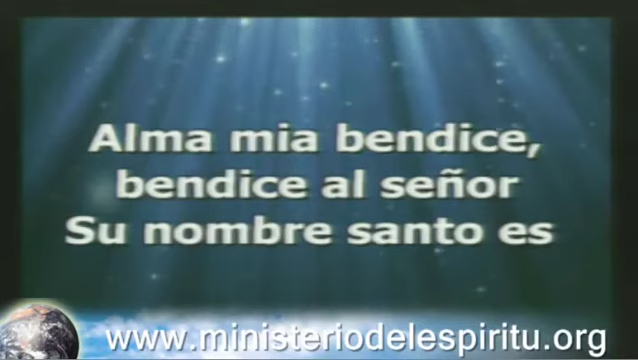 Alma mia bendice,
bendice al señor
Su nombre santo es
www.ministeriodelespiritu.org